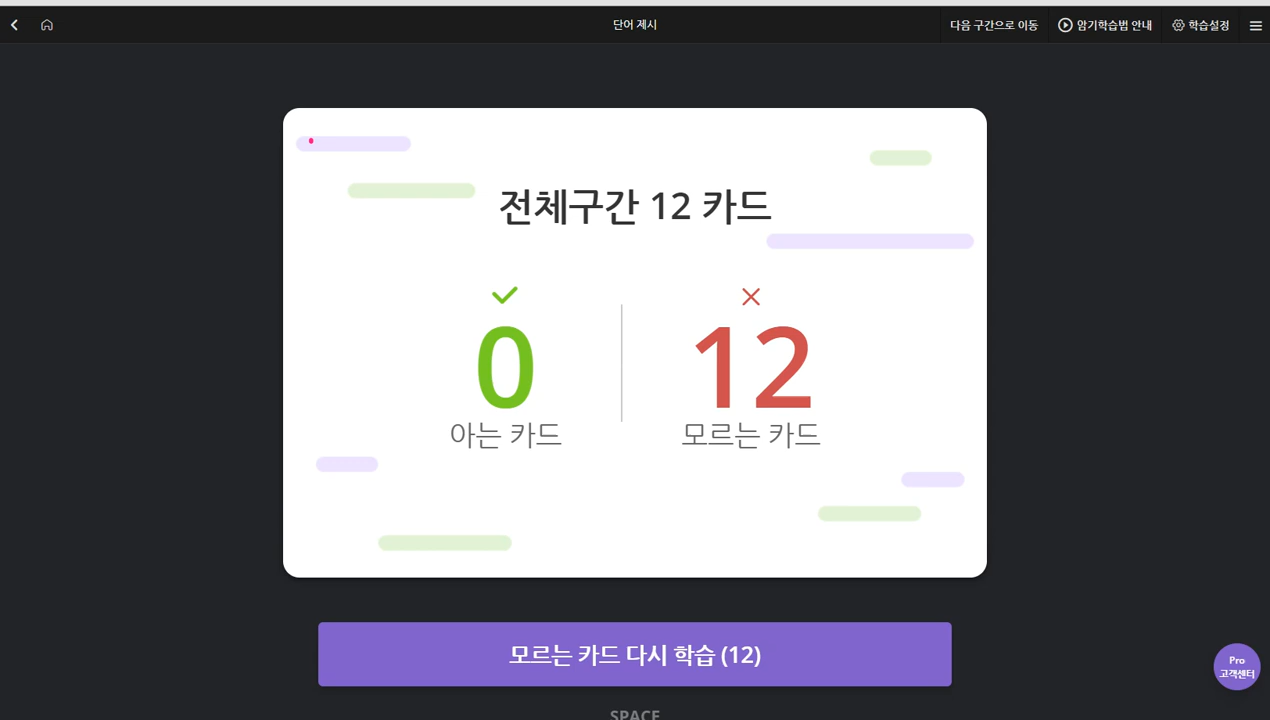 단어 제시
다음 구간으로 이동
암기학습법 안내
학습설정
전체구간 12 카드
0
아는 카드
12
모르는 카드
모르는 카드 다시 학습 (12)
Pro
고객센터
SPACE